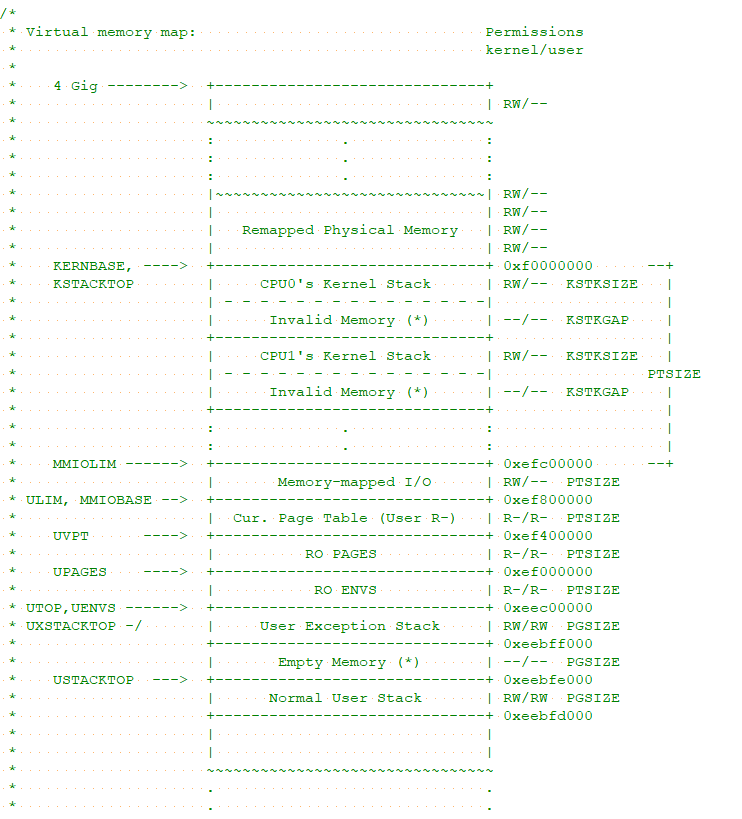 /*
 * Virtual memory map:                                Permissions
 *                                                    kernel/user
 *
 *    4 Gig -------->  +------------------------------+
 *                     |                              | RW/--
 *                     ~~~~~~~~~~~~~~~~~~~~~~~~~~~~~~~~
 *                     :              .               :
 *                     :              .               :
 *                     :              .               :
 *                     |~~~~~~~~~~~~~~~~~~~~~~~~~~~~~~| RW/--
 *                     |                              | RW/--
 *                     |   Remapped Physical Memory   | RW/--
 *                     |                              | RW/--
 *    KERNBASE, ---->  +------------------------------+ 0xf0000000      --+
 *    KSTACKTOP        |     CPU0's Kernel Stack      | RW/--  KSTKSIZE   |
 *                     | - - - - - - - - - - - - - - -|                   |
 *                     |      Invalid Memory (*)      | --/--  KSTKGAP    |
 *                     +------------------------------+                   |
 *                     |     CPU1's Kernel Stack      | RW/--  KSTKSIZE   |
 *                     | - - - - - - - - - - - - - - -|                 PTSIZE
 *                     |      Invalid Memory (*)      | --/--  KSTKGAP    |
 *                     +------------------------------+                   |
 *                     :              .               :                   |
 *                     :              .               :                   |
 *    MMIOLIM ------>  +------------------------------+ 0xefc00000      --+
 *                     |       Memory-mapped I/O      | RW/--  PTSIZE
 * ULIM, MMIOBASE -->  +------------------------------+ 0xef800000
 *                     |  Cur. Page Table (User R-)   | R-/R-  PTSIZE
 *    UVPT      ---->  +------------------------------+ 0xef400000
 *                     |          RO PAGES            | R-/R-  PTSIZE
 *    UPAGES    ---->  +------------------------------+ 0xef000000
 *                     |           RO ENVS            | R-/R-  PTSIZE
 * UTOP,UENVS ------>  +------------------------------+ 0xeec00000
 * UXSTACKTOP -/       |     User Exception Stack     | RW/RW  PGSIZE
 *                     +------------------------------+ 0xeebff000
 *                     |       Empty Memory (*)       | --/--  PGSIZE
 *    USTACKTOP  --->  +------------------------------+ 0xeebfe000
 *                     |      Normal User Stack       | RW/RW  PGSIZE
 *                     +------------------------------+ 0xeebfd000
 *                     |                              |
 *                     |                              |
 *                     ~~~~~~~~~~~~~~~~~~~~~~~~~~~~~~~~
 *                     .                              .
 *                     .                              .